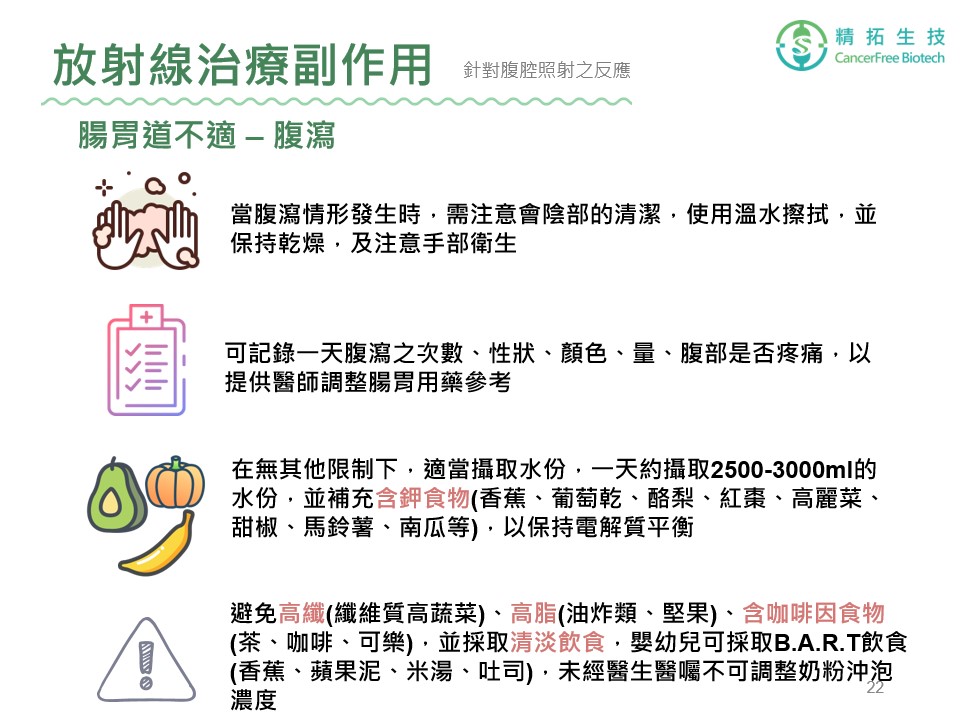 放射線治療副作用
針對腹腔照射之反應
精拓生技
CancerFree Biotech
腸胃道不適 – 腹瀉
當腹瀉情形發生時，需注意會陰部的清潔，使用溫水擦拭，並
保持乾燥，及注意手部衛生
可記錄一天腹瀉之次數、性狀、顏色、量、腹部是否疼痛，以
提供醫師調整腸胃用藥參考
在無其他限制下，適當攝取水份，一天約攝取2500-3000ml的
水份，並補充含鉀食物(香蕉、葡萄乾、酪梨、紅棗、高麗菜、
甜椒、馬鈴薯、南瓜等)，以保持電解質平衡
避免高纖(纖維質高蔬菜)、高脂(油炸類、堅果)、含咖啡因食物
(茶、咖啡、可樂)，並採取清淡飲食，嬰幼兒可採取B.A.R.T飲食
(香蕉、蘋果泥、米湯、吐司)，未經醫生醫囑不可調整奶粉沖泡
濃度
22